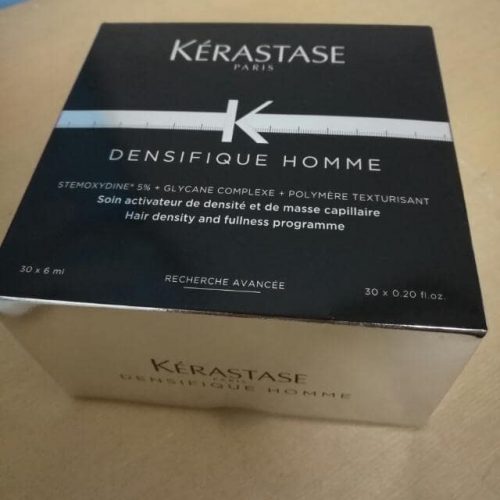 KÉRASTASE
PARIS
K
DENSIFIQUE HOMME
STEMOXYDINE® 5% + GLYCANE COMPLEXE + POLYMÈRE TEXTURISANT
Soin activateur de densité et de masse capillaire
Hair density and fullness programme
30 x 6 ml
RECHERCHE AVANCÉE
30 x 0.20 fl.oz.
KÉRASTASE
PARIS
DENSIFIQUE HOMME